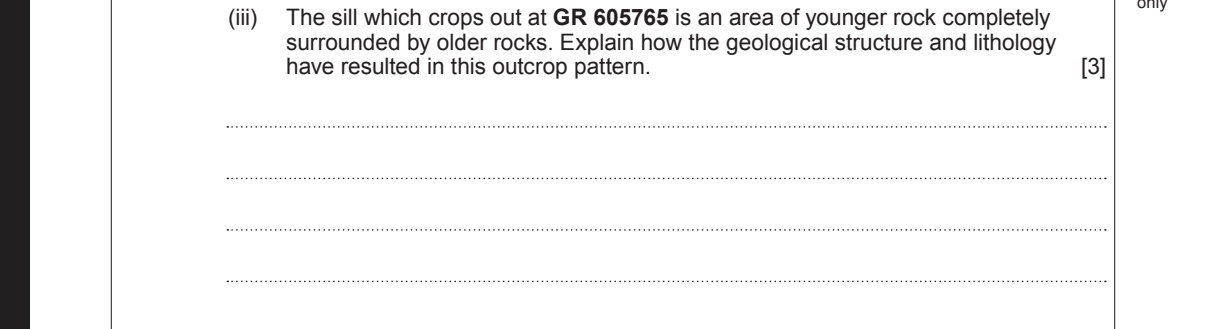 only
(iii) The sill which crops out at GR 605765 is an area of younger rock completely
surrounded by older rocks. Explain how the geological structure and lithology
have resulted in this outcrop pattern. [3]